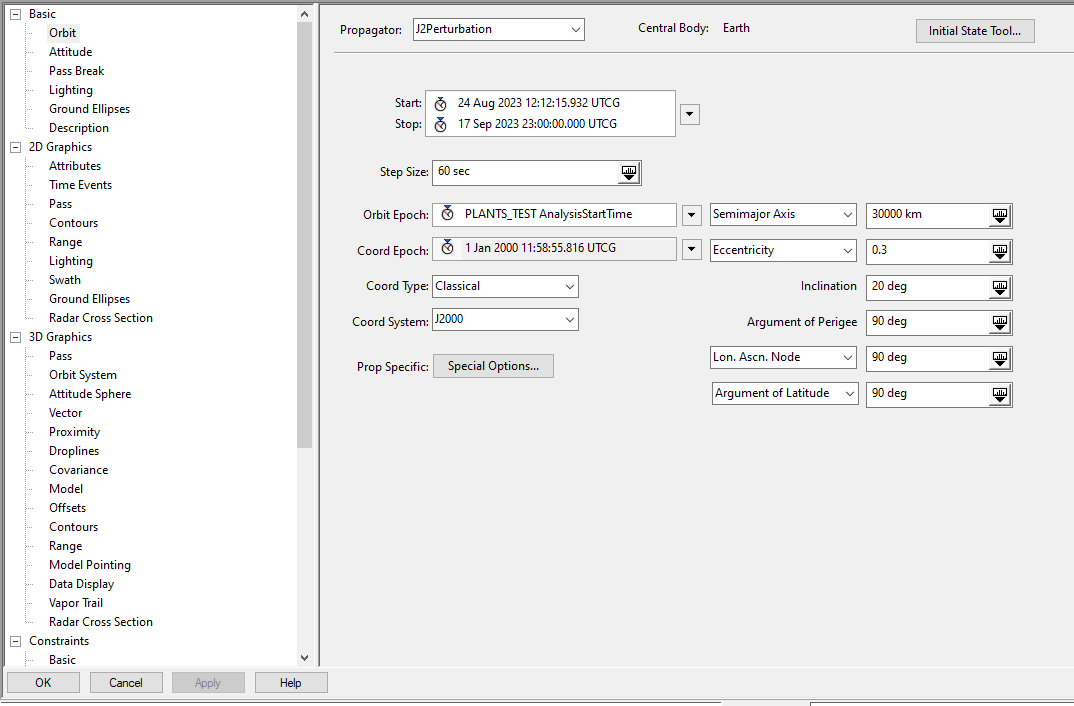 Basic
Orbit
Attitude
Pass Break
Lighting
Ground Ellipses
Description
2D Graphics
Attributes
Time Events
Pass
Contours
Range
Lighting
Swath
Ground Ellipses
Radar Cross Section
3D Graphics
Pass
Orbit System
Attitude Sphere
Vector
Proximity
Droplines
Covariance
Model
Offsets
Contours
Range
Model Pointing
Data Display
Vapor Trail
Radar Cross Section
Constraints
Basic
Propagator: J2Perturbation Central Body: Earth Initial State Tool...
Start: 24 Aug 2023 12:12:15.932 UTCG
Stop: 17 Sep 2023 23:00:00.000 UTCG
Step Size: 60 sec
Orbit Epoch: PLANTS_TEST AnalysisStartTime Semimajor Axis 30000 km
Coord Epoch: 1 Jan 2000 11:58:55.816 UTCG Eccentricity 0.3
Coord Type: Classical Inclination 20 deg
Coord System: J2000 Argument of Perigee 90 deg
Prop Specific: Special Options... Lon. Ascn. Node 90 deg
Argument of Latitude 90 deg
OK Cancel Apply Help